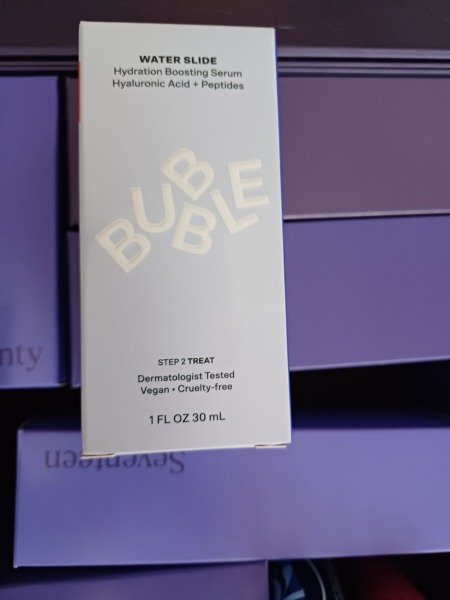 WATER SLIDE
Hydration Boosting Serum
Hyaluronic Acid + Peptides
BUBBLE
STEP 2 TREAT
Dermatologist Tested
Vegan • Cruelty-free
1 FL OZ 30 mL
nty
Seventeen